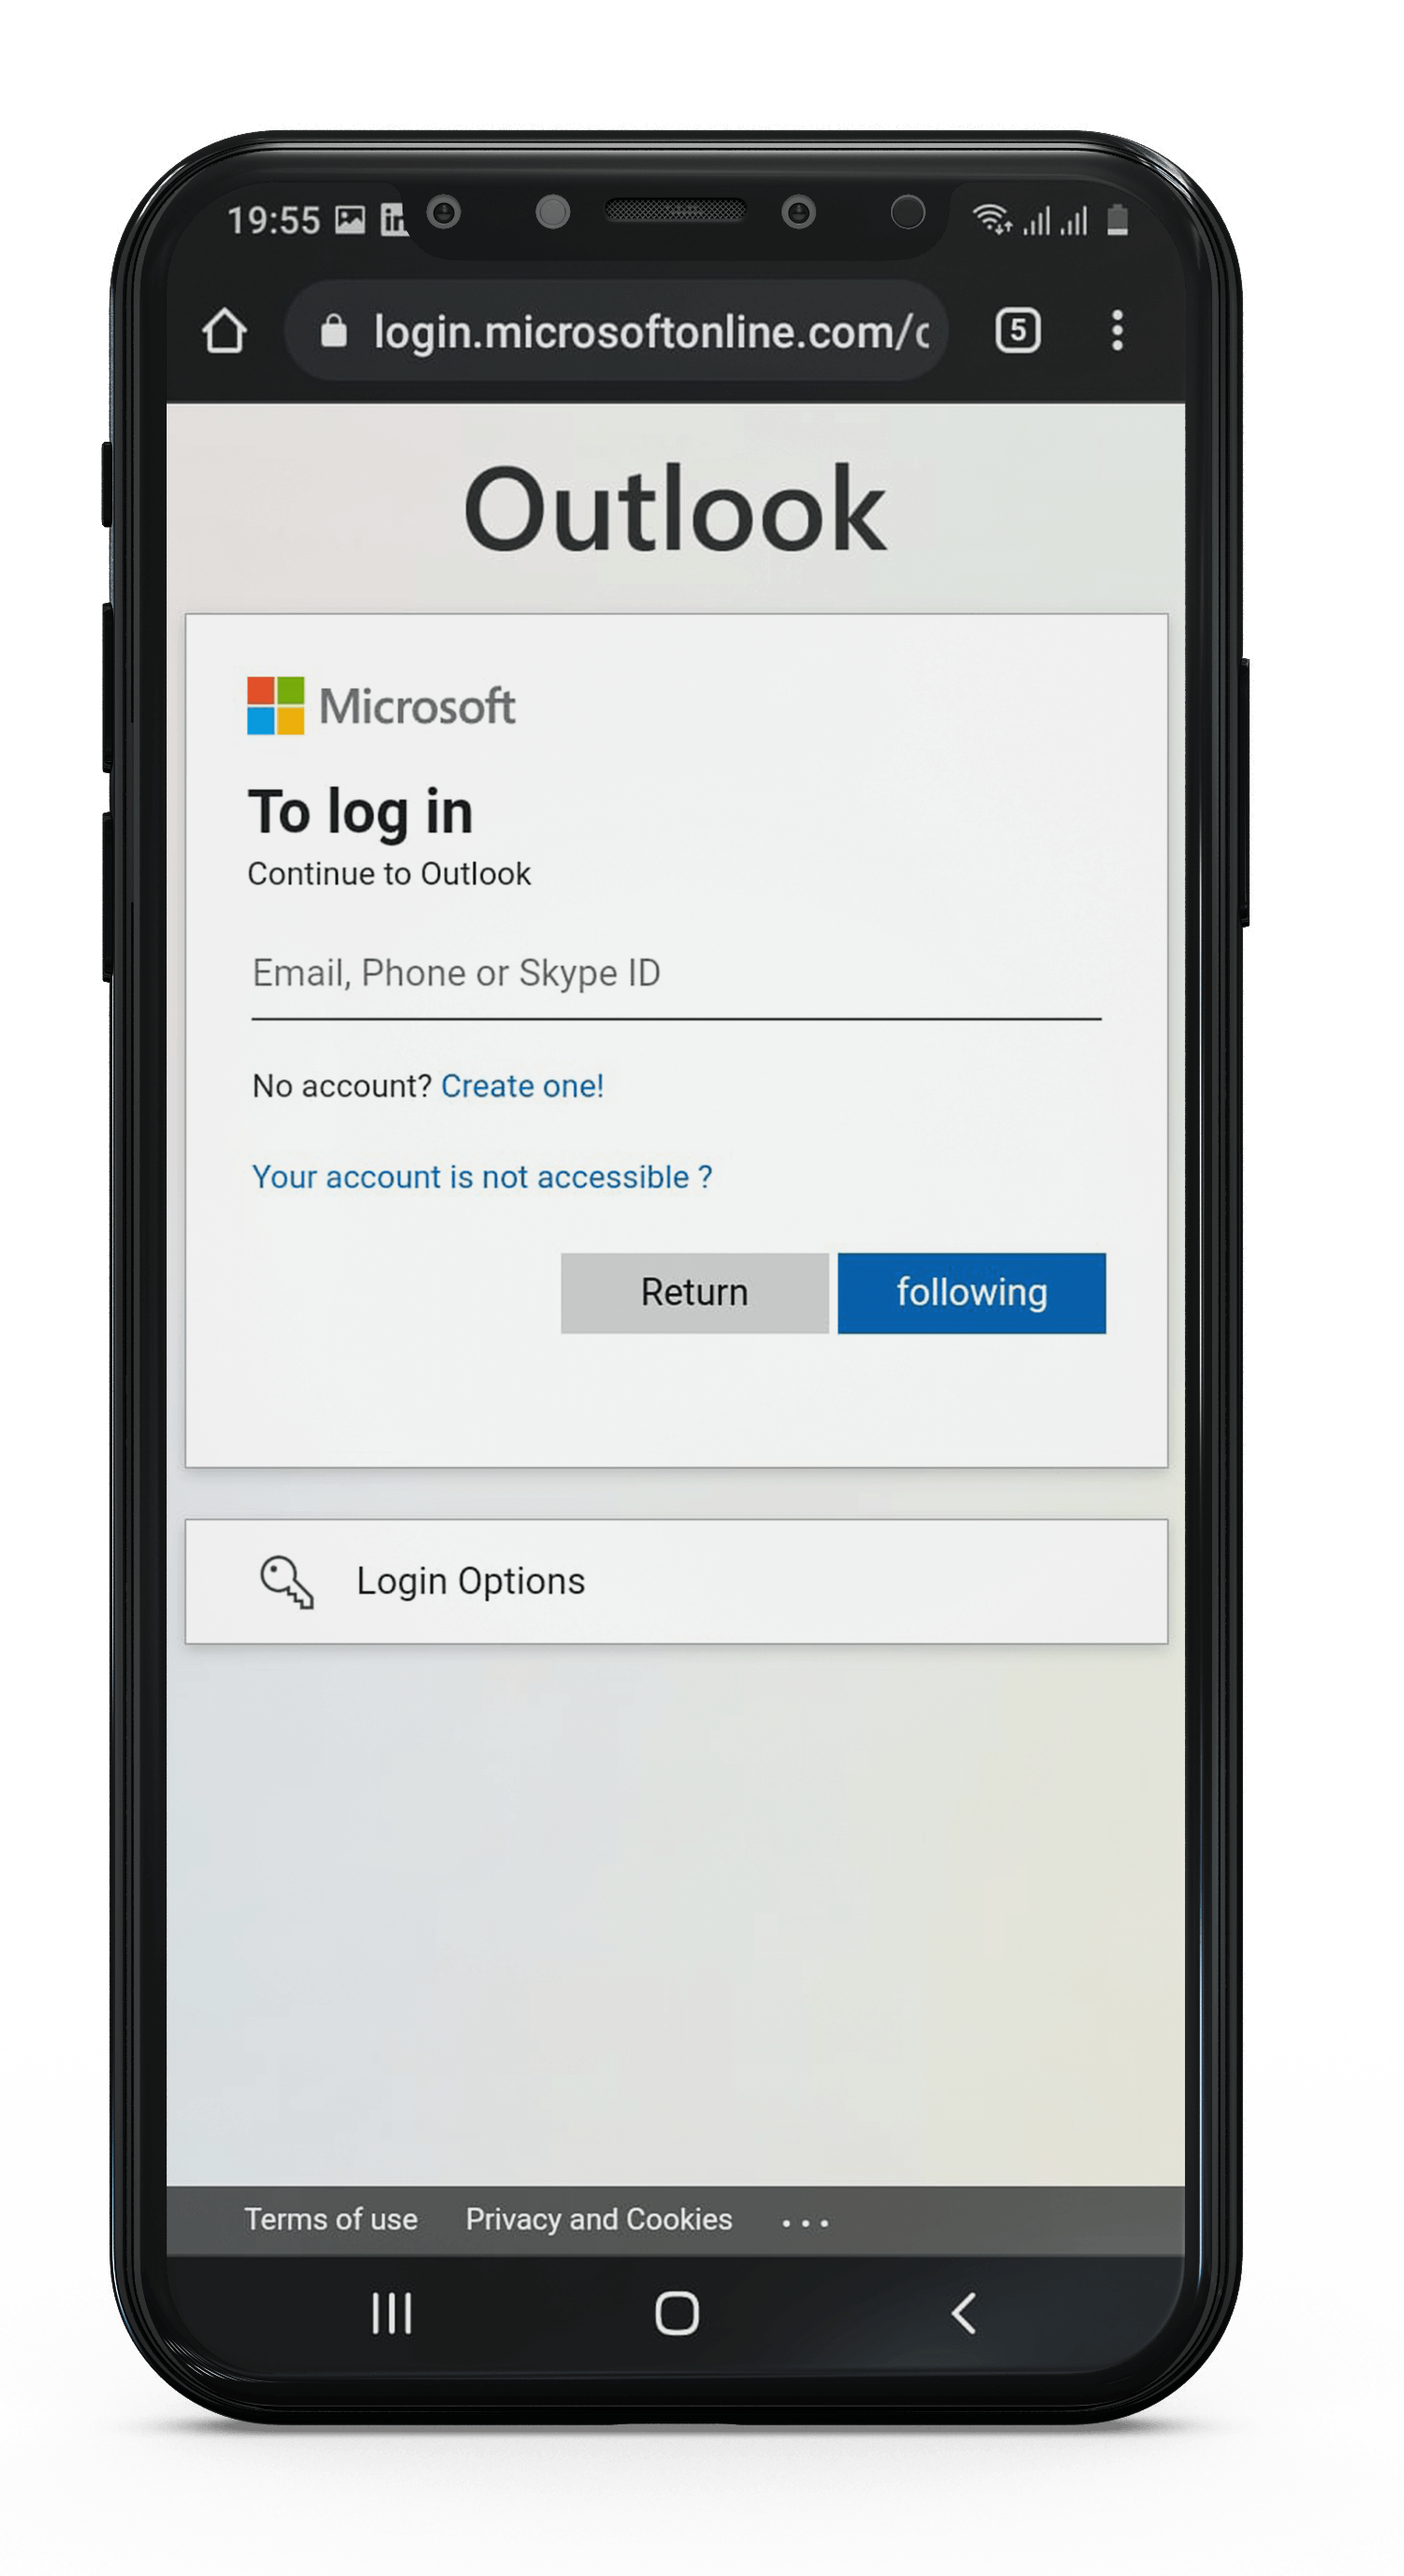 19:55
login.microsoftonline.com/
5
Outlook
Microsoft
To log in
Continue to Outlook
Email, Phone or Skype ID
No account? Create one!
Your account is not accessible ?
Return following
Login Options
Terms of use Privacy and Cookies ...